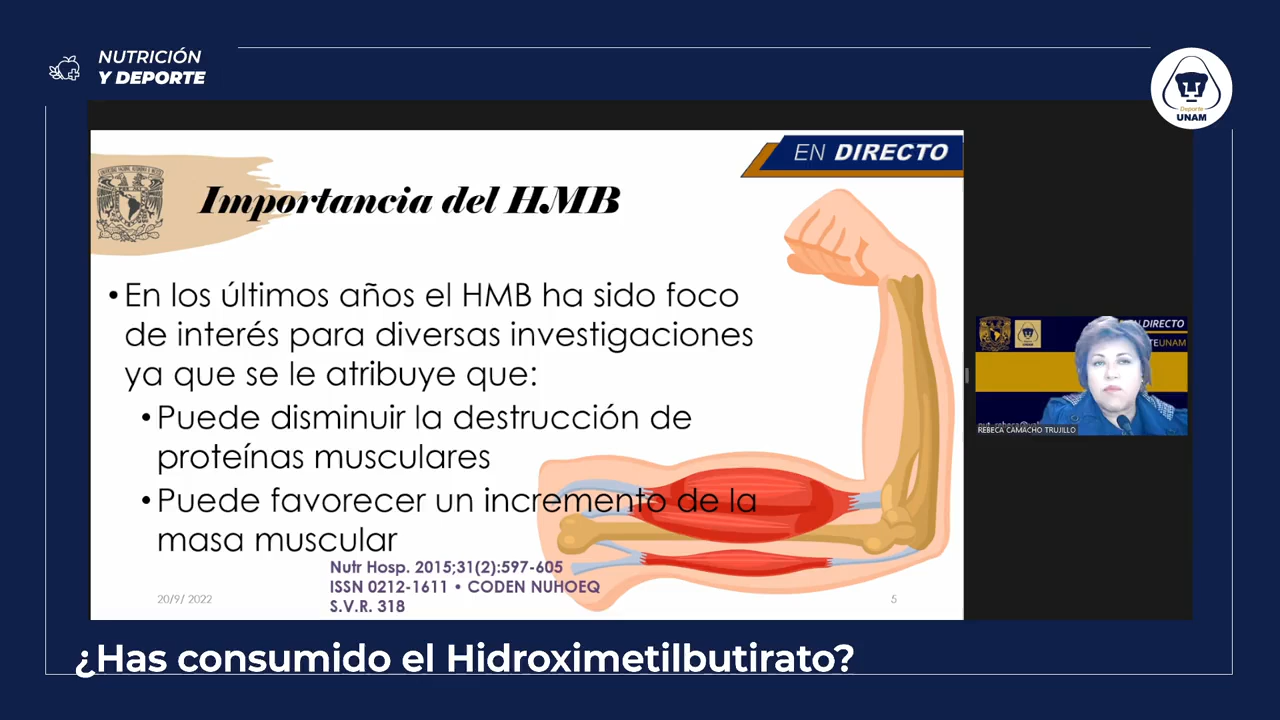 NUTRICIÓN
Y DEPORTE
Deporte
UNAM
EN DIRECTO
Importancia del HMB
• En los últimos años el HMB ha sido foco
de interés para diversas investigaciones
ya que se le atribuye que:
• Puede disminuir la destrucción de
proteínas musculares
• Puede favorecer un incremento de la
masa muscular
Nutr Hosp. 2015;31(2):597-605
ISSN 0212-1611 • CODEN NUHOEQ
S.V.R. 318
20/9/ 2022
5
DIRECTO
UNAM
REBECA CAMACHO TRUJILLO
¿Has consumido el Hidroximetilbutirato?